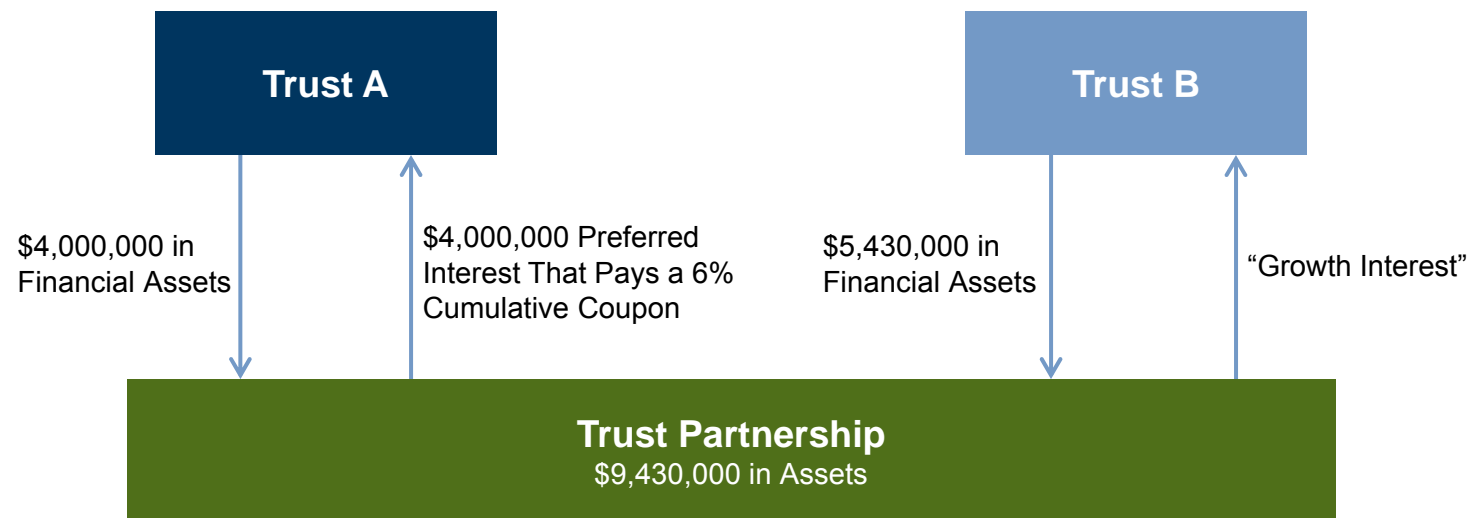 Trust A
Trust B
$4,000,000 in
Financial Assets
$4,000,000 Preferred
Interest That Pays a 6%
Cumulative Coupon
$5,430,000 in
Financial Assets
“Growth Interest”
Trust Partnership
$9,430,000 in Assets